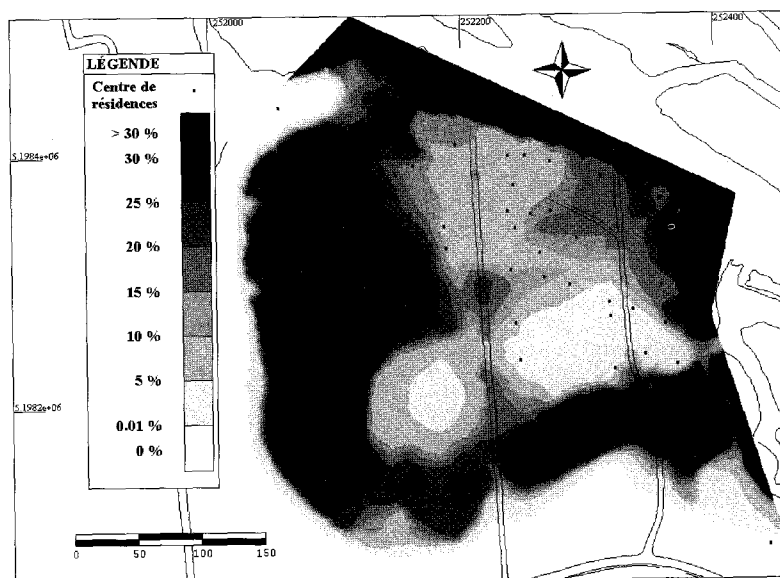 252000
252200
252400
LÉGENDE
Centre de
résidences
> 30 %
30 %
25 %
20 %
15 %
10 %
5 %
0.01 %
0 %
5.1984e+06
5.1982e+06
0 50 100 150